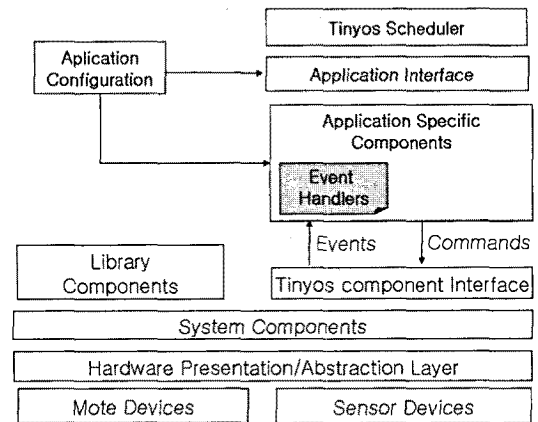 Tinyos Scheduler
Aplication
Configuration
Application Interface
Application Specific
Components
Event
Handlers
Events
Commands
Library
Components
Tinyos component Interface
System Components
Hardware Presentation/Abstraction Layer
Mote Devices
Sensor Devices